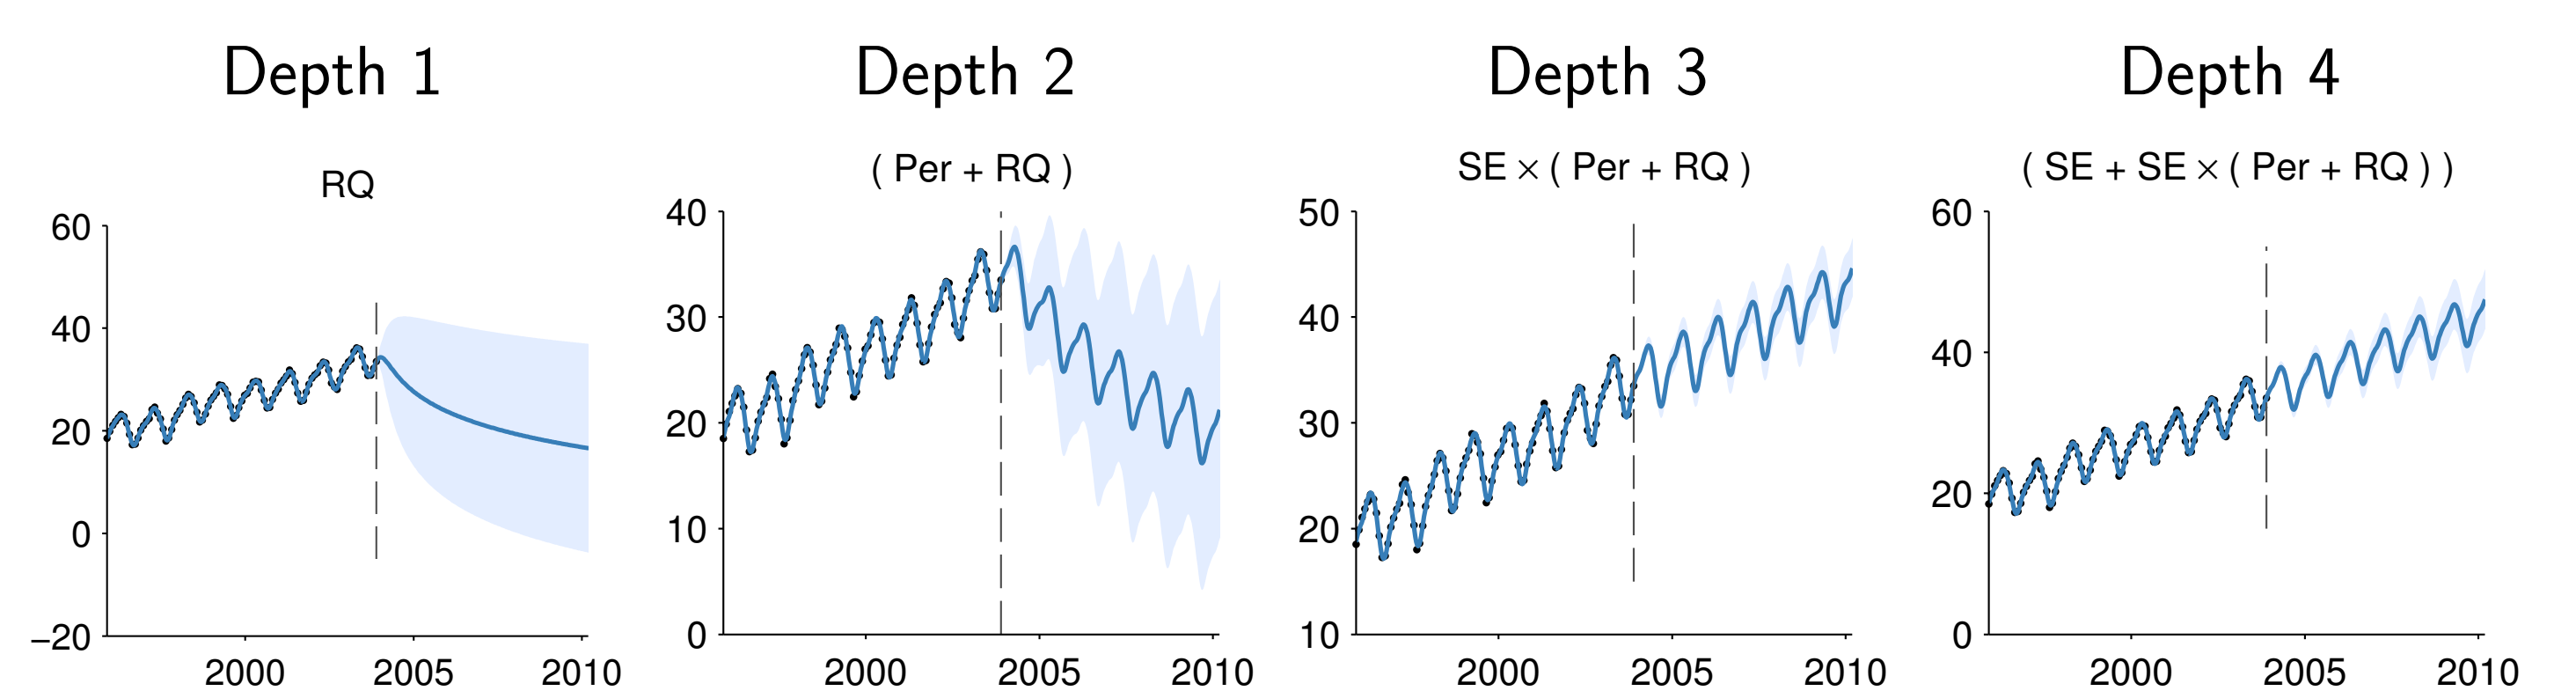 Depth 1
RQ
60
40
20
0
−20
2000 2005 2010
Depth 2
( Per + RQ )
40
30
20
10
0
2000 2005 2010
Depth 3
SE × ( Per + RQ )
50
40
30
20
10
2000 2005 2010
Depth 4
( SE + SE × ( Per + RQ ) )
60
40
20
0
2000 2005 2010